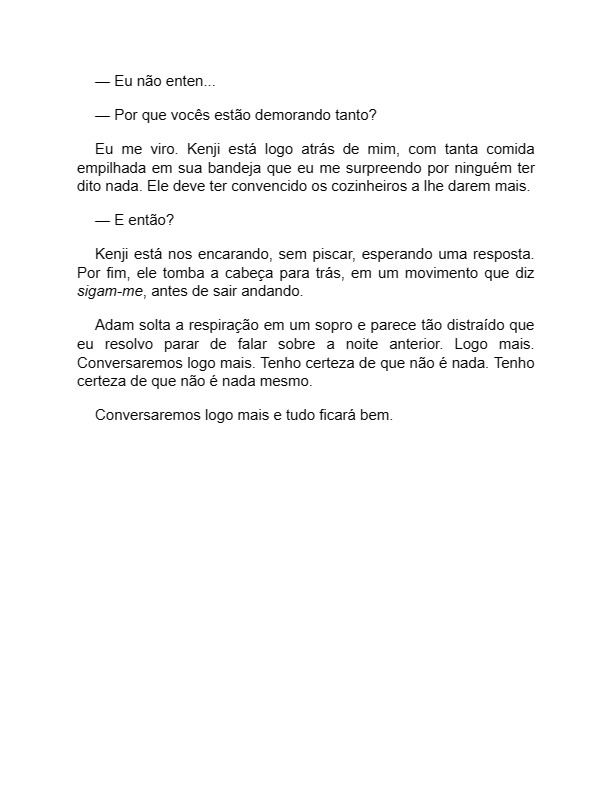 — Eu não enten...
— Por que vocês estão demorando tanto?
Eu me viro. Kenji está logo atrás de mim, com tanta comida
empilhada em sua bandeja que eu me surpreendo por ninguém ter
dito nada. Ele deve ter convencido os cozinheiros a lhe darem mais.
— E então?
Kenji está nos encarando, sem piscar, esperando uma resposta.
Por fim, ele tomba a cabeça para trás, em um movimento que diz
sigam-me, antes de sair andando.
Adam solta a respiração em um sopro e parece tão distraído que
eu resolvo parar de falar sobre a noite anterior. Logo mais.
Conversaremos logo mais. Tenho certeza de que não é nada. Tenho
certeza de que não é nada mesmo.
Conversaremos logo mais e tudo ficará bem.